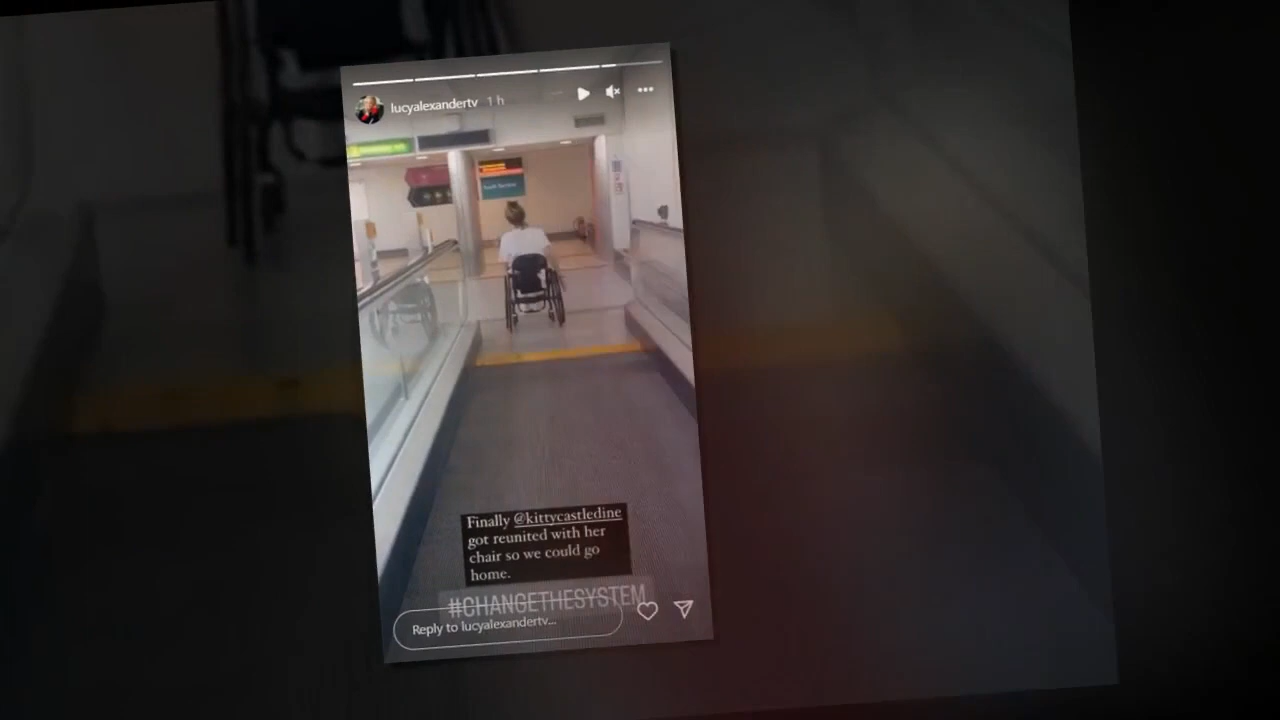 lucyalexandertv 1 h
Finally @kittycastledine
got reunited with her
chair so we could go
home.
#CHANGETHESYSTEM
Reply to lucyalexandertv...